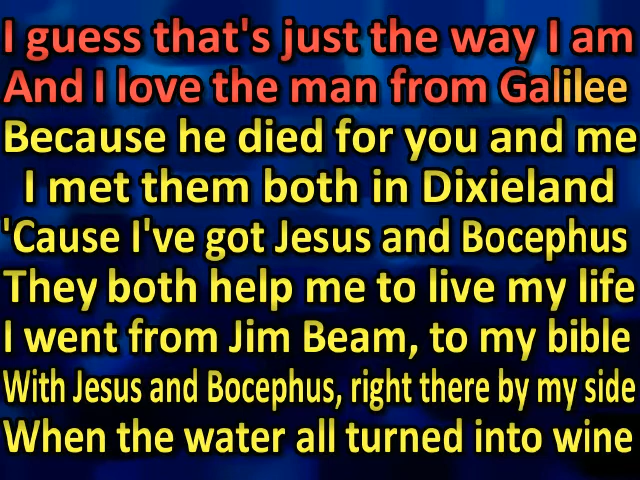 I guess that's just the way I am
And I love the man from Galilee
Because he died for you and me
I met them both in Dixieland
'Cause I've got Jesus and Bocephus
They both help me to live my life
I went from Jim Beam, to my bible
With Jesus and Bocephus, right there by my side
When the water all turned into wine